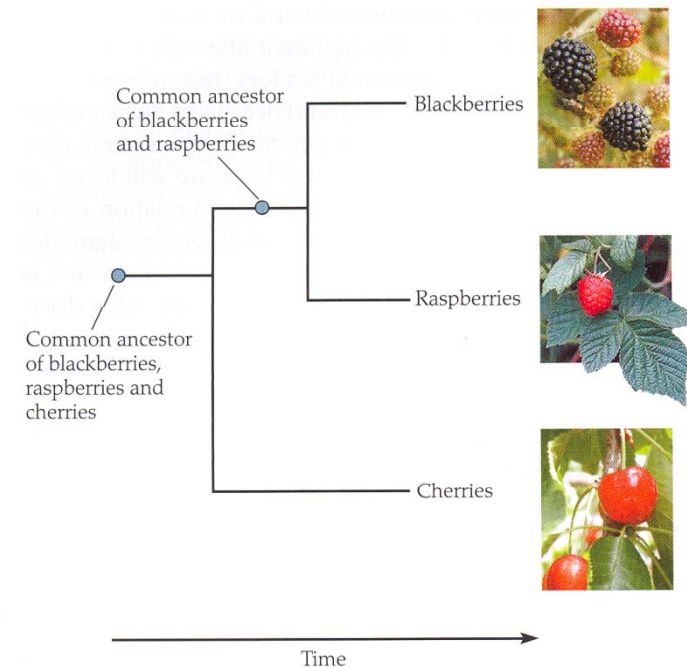 Common ancestor
of blackberries
and raspberries
Blackberries
Raspberries
Common ancestor
of blackberries,
raspberries and
cherries
Cherries
Time